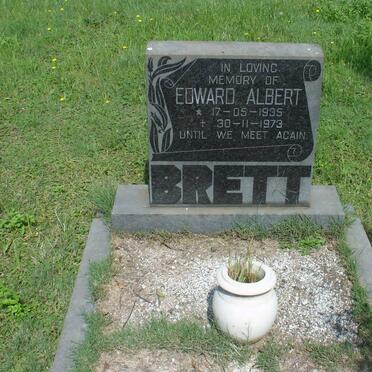 IN LOVING
MEMORY OF
EDWARD ALBERT
* 17-05-1935
+ 30-11-1973
UNTIL WE MEET AGAIN
BRETT